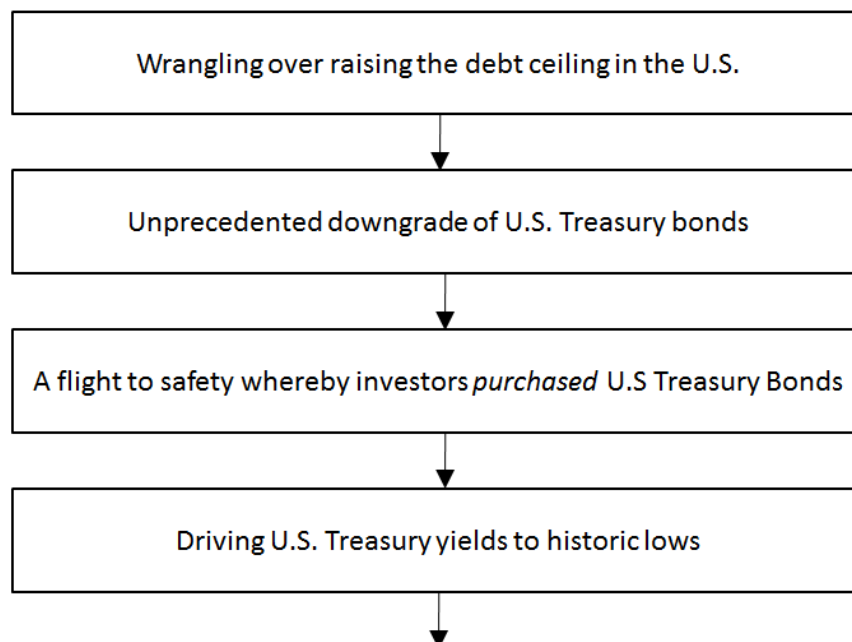 Wrangling over raising the debt ceiling in the U.S.
Unprecedented downgrade of U.S. Treasury bonds
A flight to safety whereby investors purchased U.S Treasury Bonds
Driving U.S. Treasury yields to historic lows